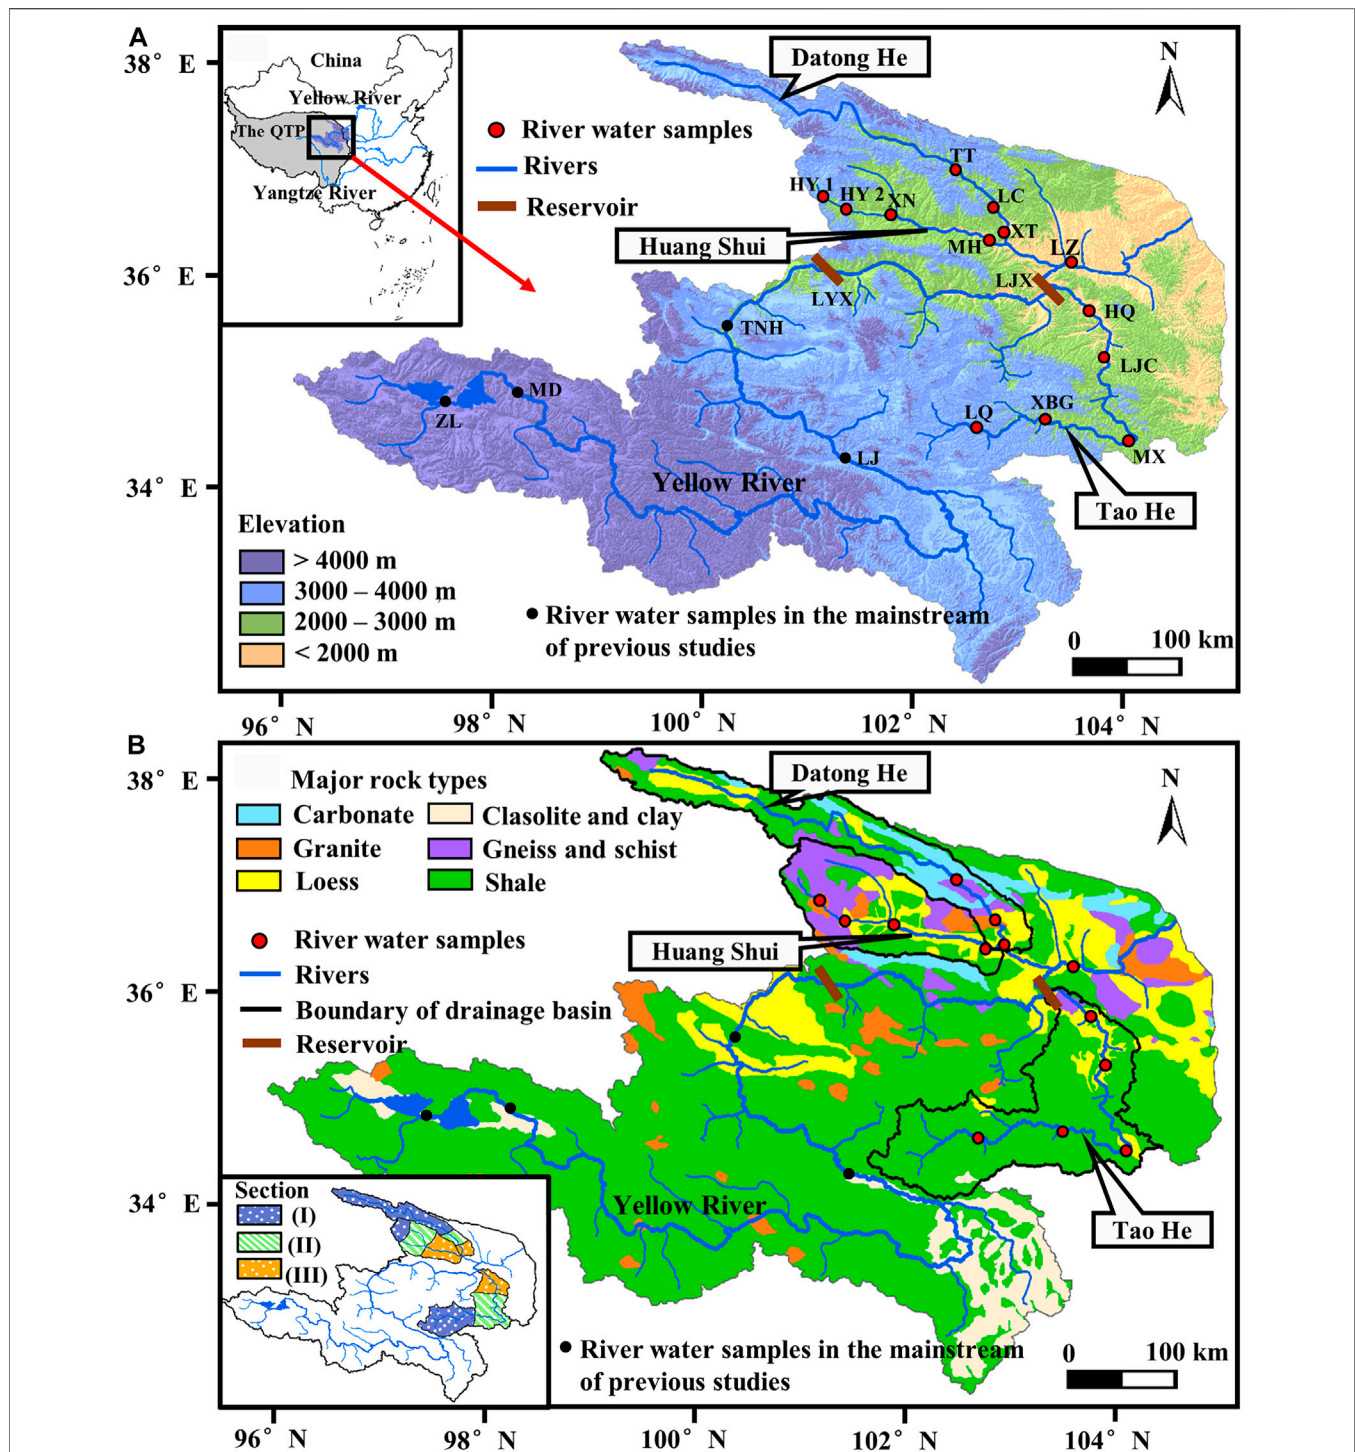 A
38° E
36° E
34° E
China
Yellow River
The QTP
Yangtze River
River water samples
Rivers
Reservoir
Datong He
N
TT
HY 1
HY 2
XN
LC
XT
MH
LZ
Huang Shui
LYX
LJX
TNH
HQ
LJC
MD
ZL
LQ
XBG
MX
LJ
Yellow River
Tao He
Elevation
> 4000 m
3000 – 4000 m
2000 – 3000 m
< 2000 m
River water samples in the mainstream
of previous studies
0 100 km
96° N 98° N 100° N 102° N 104° N
B
38° E
36° E
34° E
Major rock types
Carbonate
Clasolite and clay
Granite
Gneiss and schist
Loess
Shale
River water samples
Rivers
Boundary of drainage basin
Reservoir
Datong He
N
Huang Shui
Yellow River
Tao He
Section
(I)
(II)
(III)
River water samples in the mainstream
of previous studies
0 100 km
96° N 98° N 100° N 102° N 104° N